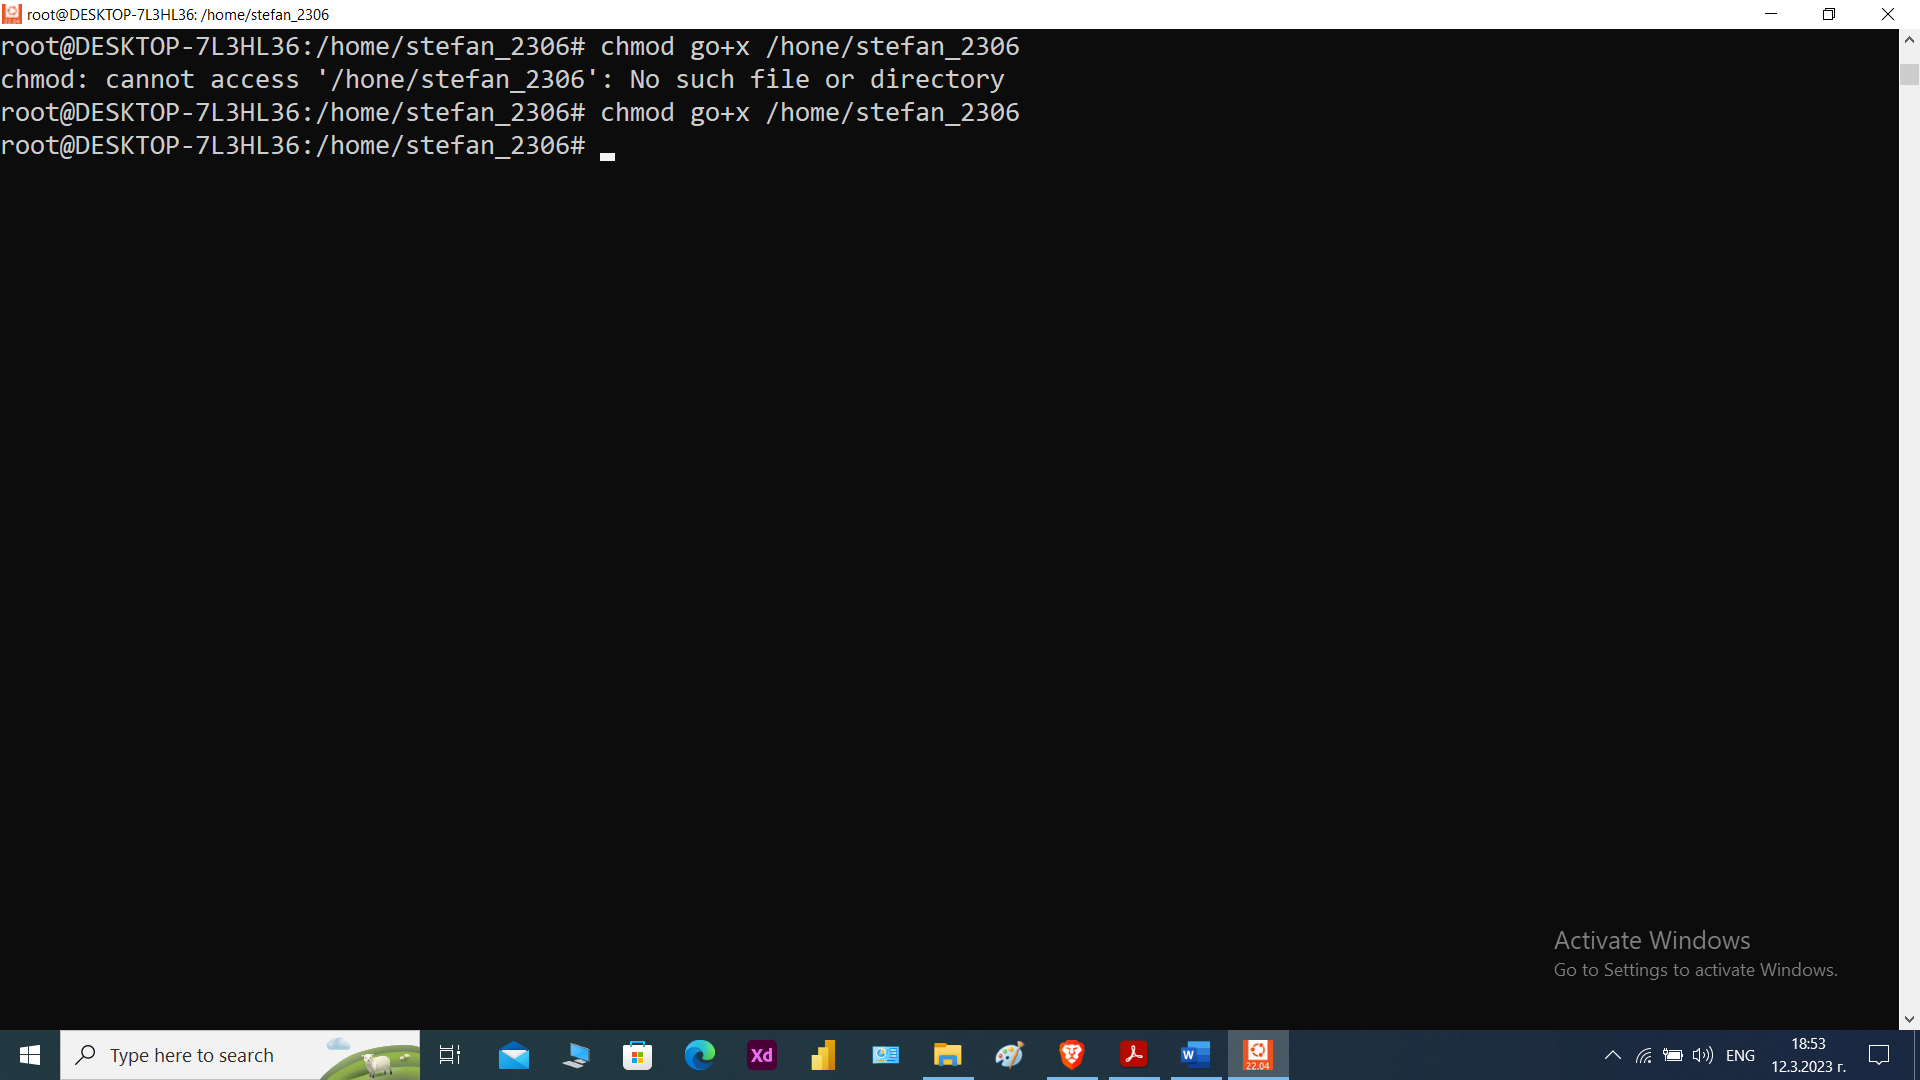 root@DESKTOP-7L3HL36: /home/stefan_2306
root@DESKTOP-7L3HL36:/home/stefan_2306# chmod go+x /hone/stefan_2306
chmod: cannot access '/hone/stefan_2306': No such file or directory
root@DESKTOP-7L3HL36:/home/stefan_2306# chmod go+x /home/stefan_2306
root@DESKTOP-7L3HL36:/home/stefan_2306#
Activate Windows
Go to Settings to activate Windows.
Type here to search
Xd
W
22.04
ENG
18:53
12.3.2023 г.